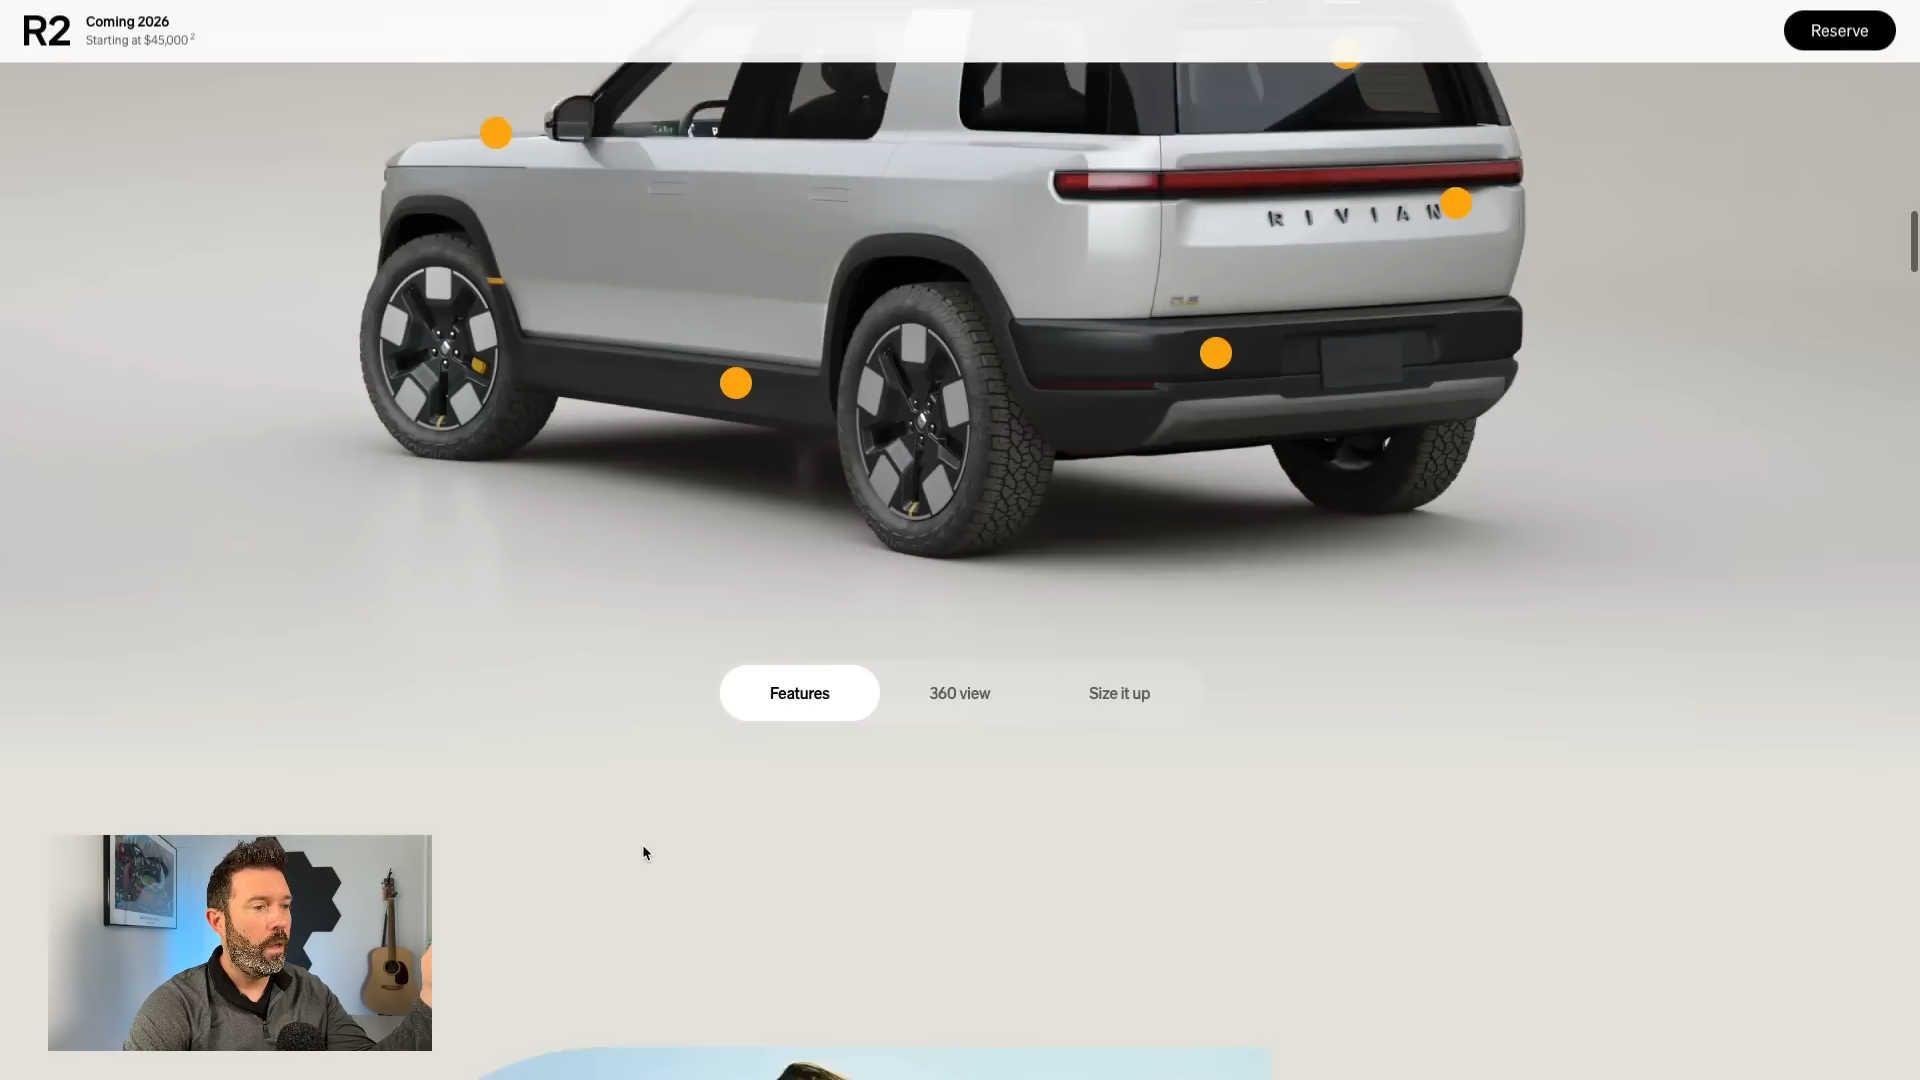 R2
Coming 2026
Starting at $45,000 2
Reserve
RIVIAN
Features
360 view
Size it up